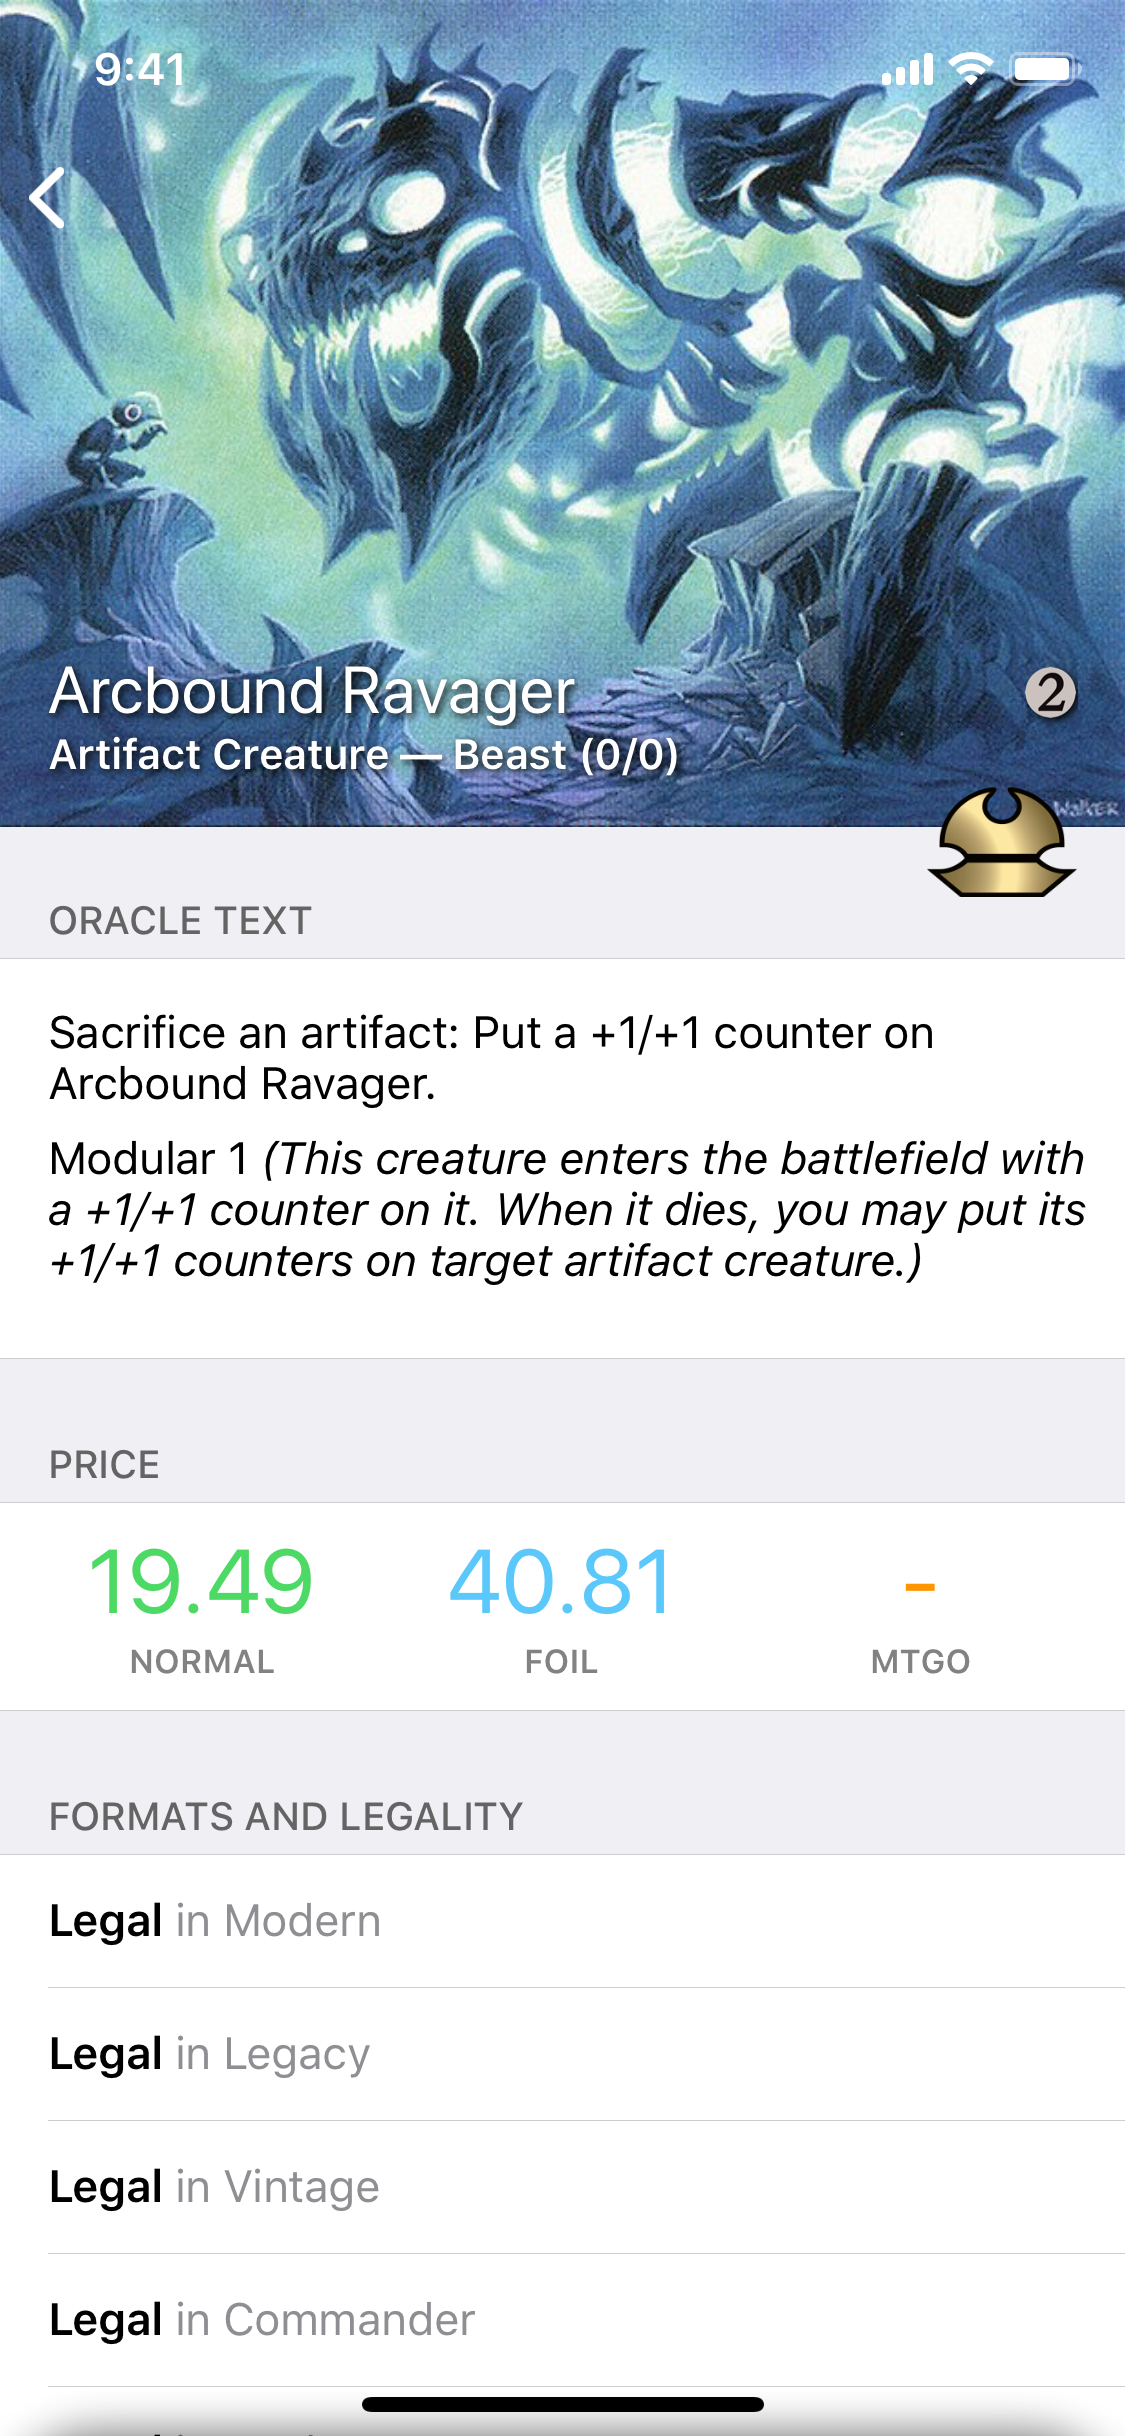 9:41
Arcbound Ravager
2
Artifact Creature — Beast (0/0)
WALKER
ORACLE TEXT
Sacrifice an artifact: Put a +1/+1 counter on
Arcbound Ravager.
Modular 1 (This creature enters the battlefield with
a +1/+1 counter on it. When it dies, you may put its
+1/+1 counters on target artifact creature.)
PRICE
19.49
40.81
-
NORMAL
FOIL
MTGO
FORMATS AND LEGALITY
Legal in Modern
Legal in Legacy
Legal in Vintage
Legal in Commander